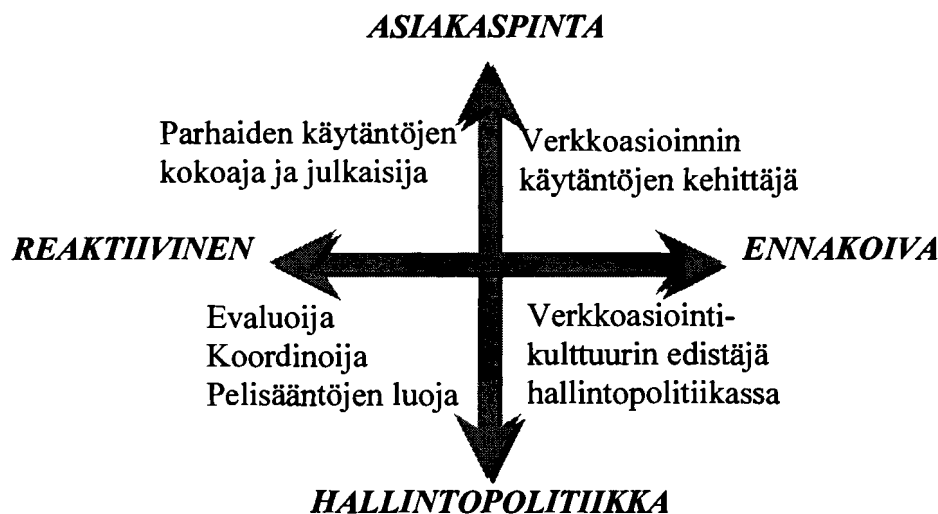 ASIAKASPINTA
Parhaiden käytäntöjen
kokoaja ja julkaisija
Verkkoasioinnin
käytäntöjen kehittäjä
REAKTIIVINEN
ENNAKOIVA
Evaluoija
Koordinoija
Pelisääntöjen luoja
Verkkoasiointi-
kulttuurin edistäjä
hallintopolitiikassa
HALLINTOPOLITIIKKA